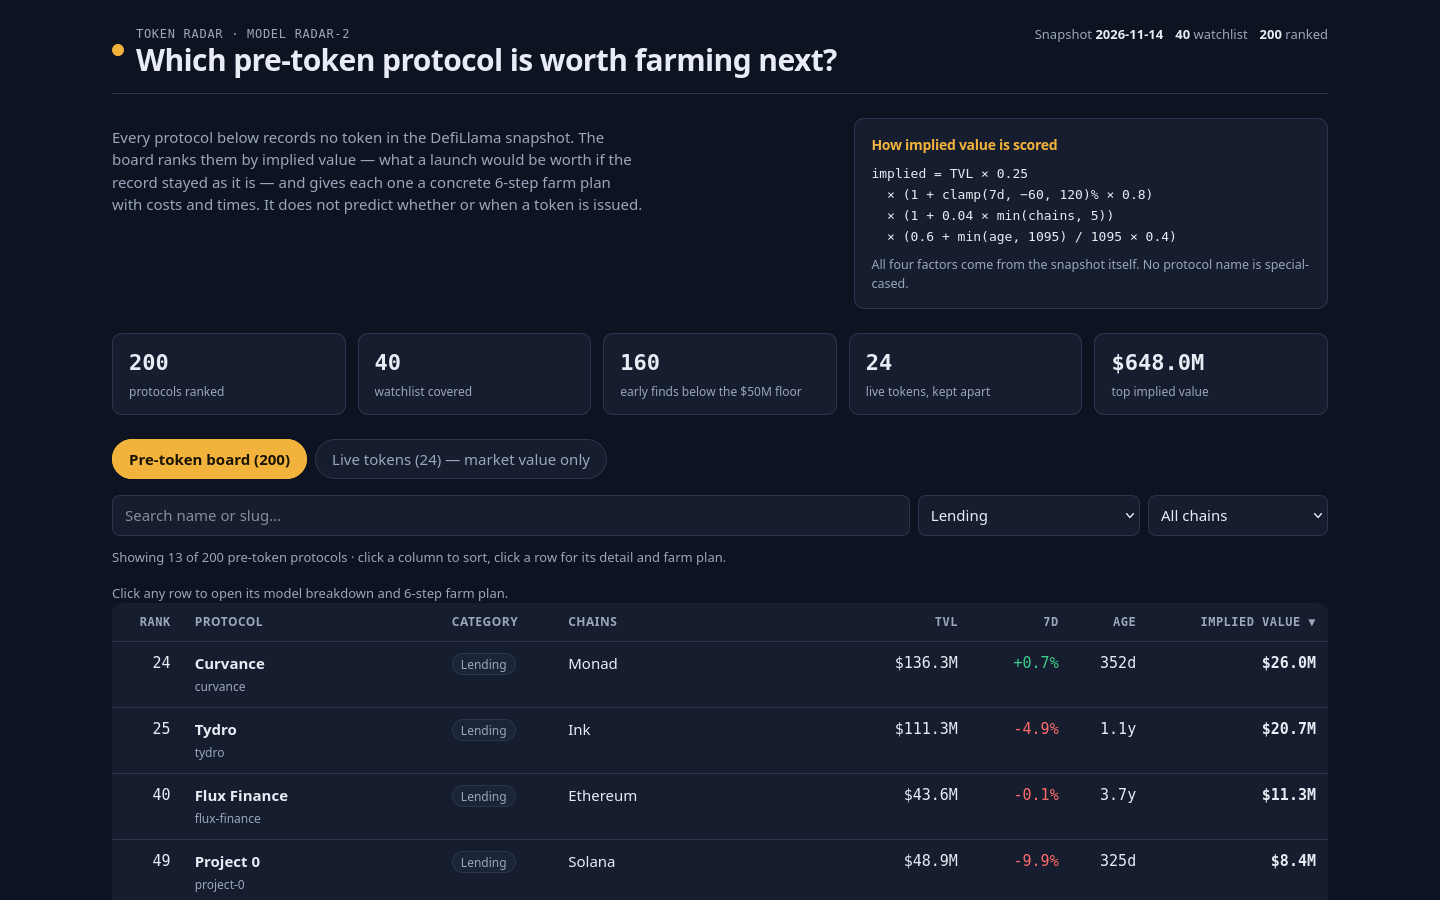 TOKEN RADAR · MODEL RADAR-2
Which pre-token protocol is worth farming next?
Snapshot 2026-11-14 40 watchlist 200 ranked
Every protocol below records no token in the DefiLlama snapshot. The
board ranks them by implied value — what a launch would be worth if the
record stayed as it is — and gives each one a concrete 6-step farm plan
with costs and times. It does not predict whether or when a token is issued.
How implied value is scored
implied = TVL × 0.25
× (1 + clamp(7d, −60, 120)% × 0.8)
× (1 + 0.04 × min(chains, 5))
× (0.6 + min(age, 1095) / 1095 × 0.4)
All four factors come from the snapshot itself. No protocol name is special-
cased.
200
protocols ranked
40
watchlist covered
160
early finds below the $50M floor
24
live tokens, kept apart
$648.0M
top implied value
Pre-token board (200)
Live tokens (24) — market value only
Search name or slug...
Lending
All chains
Showing 13 of 200 pre-token protocols · click a column to sort, click a row for its detail and farm plan.
Click any row to open its model breakdown and 6-step farm plan.
RANK PROTOCOL CATEGORY CHAINS TVL 7D AGE IMPLIED VALUE ▼
24 Curvance Lending Monad $136.3M +0.7% 352d $26.0M
curvance
25 Tydro Lending Ink $111.3M -4.9% 1.1y $20.7M
tydro
40 Flux Finance Lending Ethereum $43.6M -0.1% 3.7y $11.3M
flux-finance
49 Project 0 Lending Solana $48.9M -9.9% 325d $8.4M
project-0